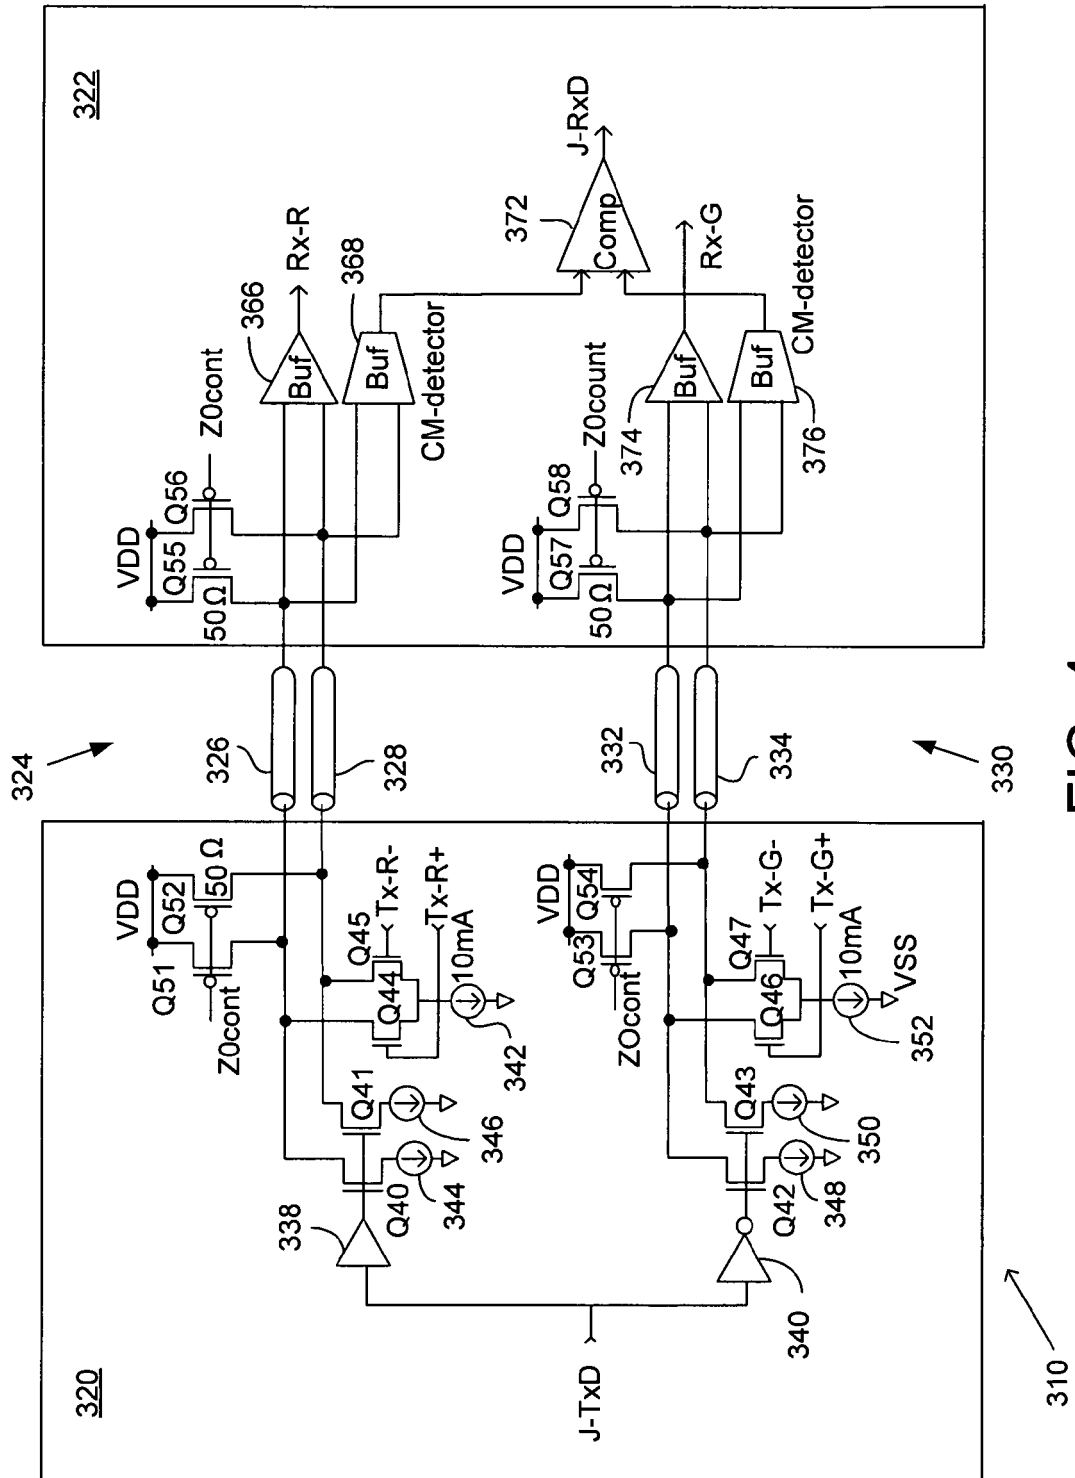 324
330
310
320
322
J-TxD
338
340
Q40
344
Q41
346
Q42
348
Q43
350
Z0cont
Q51
VDD
Q52
50 Ω
Q44
Q45
Tx-R-
Tx-R+
10mA
342
ZOcont
Q53
VDD
Q54
Q46
Q47
Tx-G-
Tx-G+
10mA
VSS
352
326
328
332
334
VDD
Q55
Q56
50 Ω
Z0cont
366
Buf
Rx-R
368
Buf
CM-detector
VDD
Q57
Q58
50 Ω
Z0count
374
Buf
Rx-G
376
Buf
CM-detector
372
Comp
J-RxD